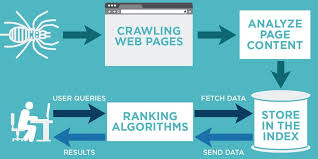 CRAWLING
WEB PAGES
ANALYZE
PAGE
CONTENT
USER QUERIES
RANKING
ALGORITHMS
FETCH DATA
STORE
IN THE
INDEX
RESULTS
SEND DATA